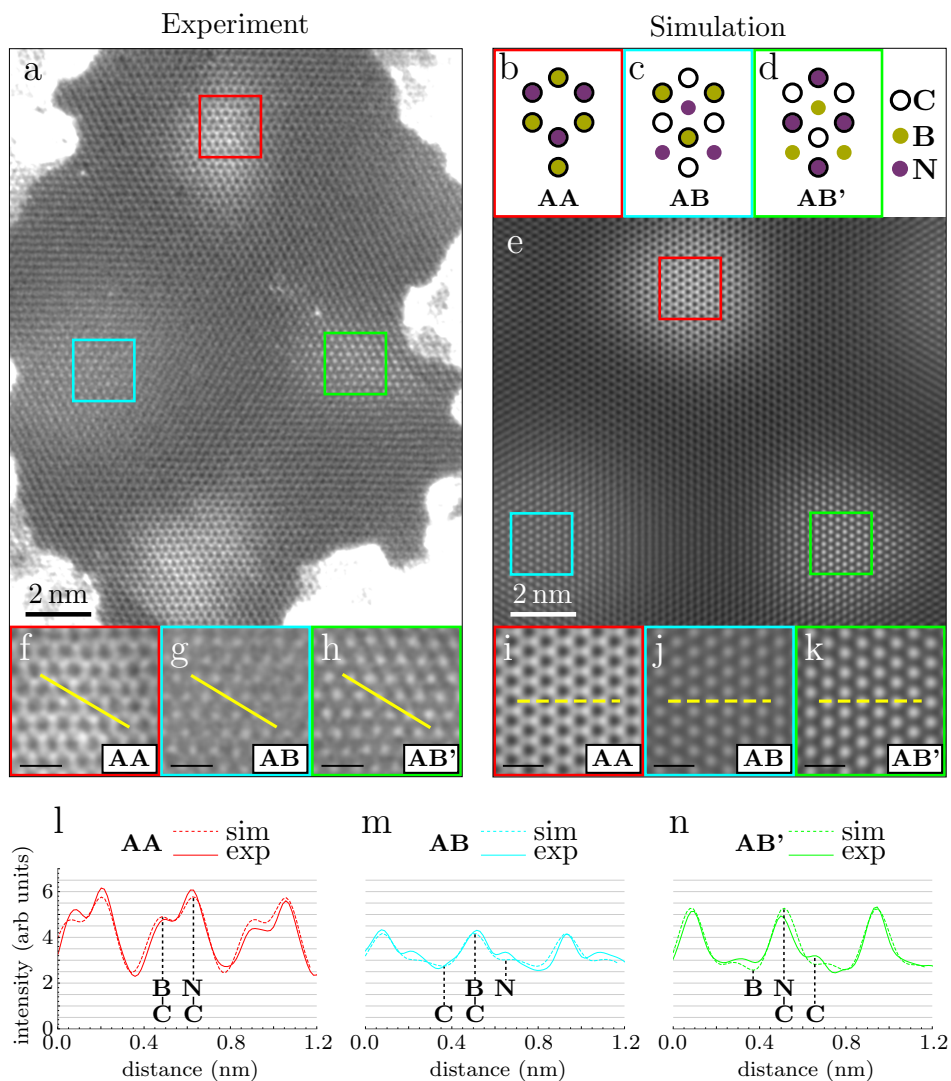 Experiment
Simulation
a
b
c
d
C
B
N
AA
AB
AB'
e
2 nm
2 nm
f
g
h
i
j
k
AA
AB
AB'
AA
AB
AB'
l
AA
sim
exp
m
AB
sim
exp
n
AB'
sim
exp
intensity (arb units)
6
4
2
0
B
C
N
C
C
B
C
N
B
N
C
C
0.0
0.4
0.8
1.2
0.0
0.4
0.8
1.2
0.0
0.4
0.8
1.2
distance (nm)
distance (nm)
distance (nm)